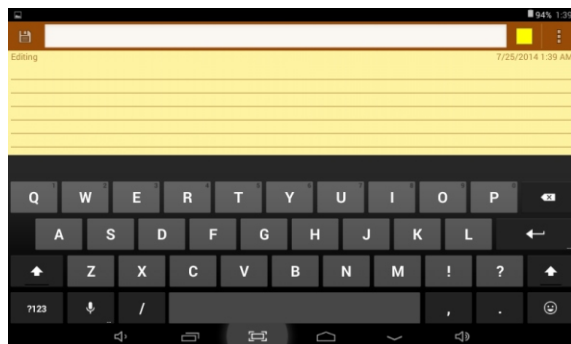 94% 1:39
Editing 7/25/2014 1:39 AM
Q W E R T Y U I O P
A S D F G H J K L
Z X C V B N M ! ?
?123 / , .